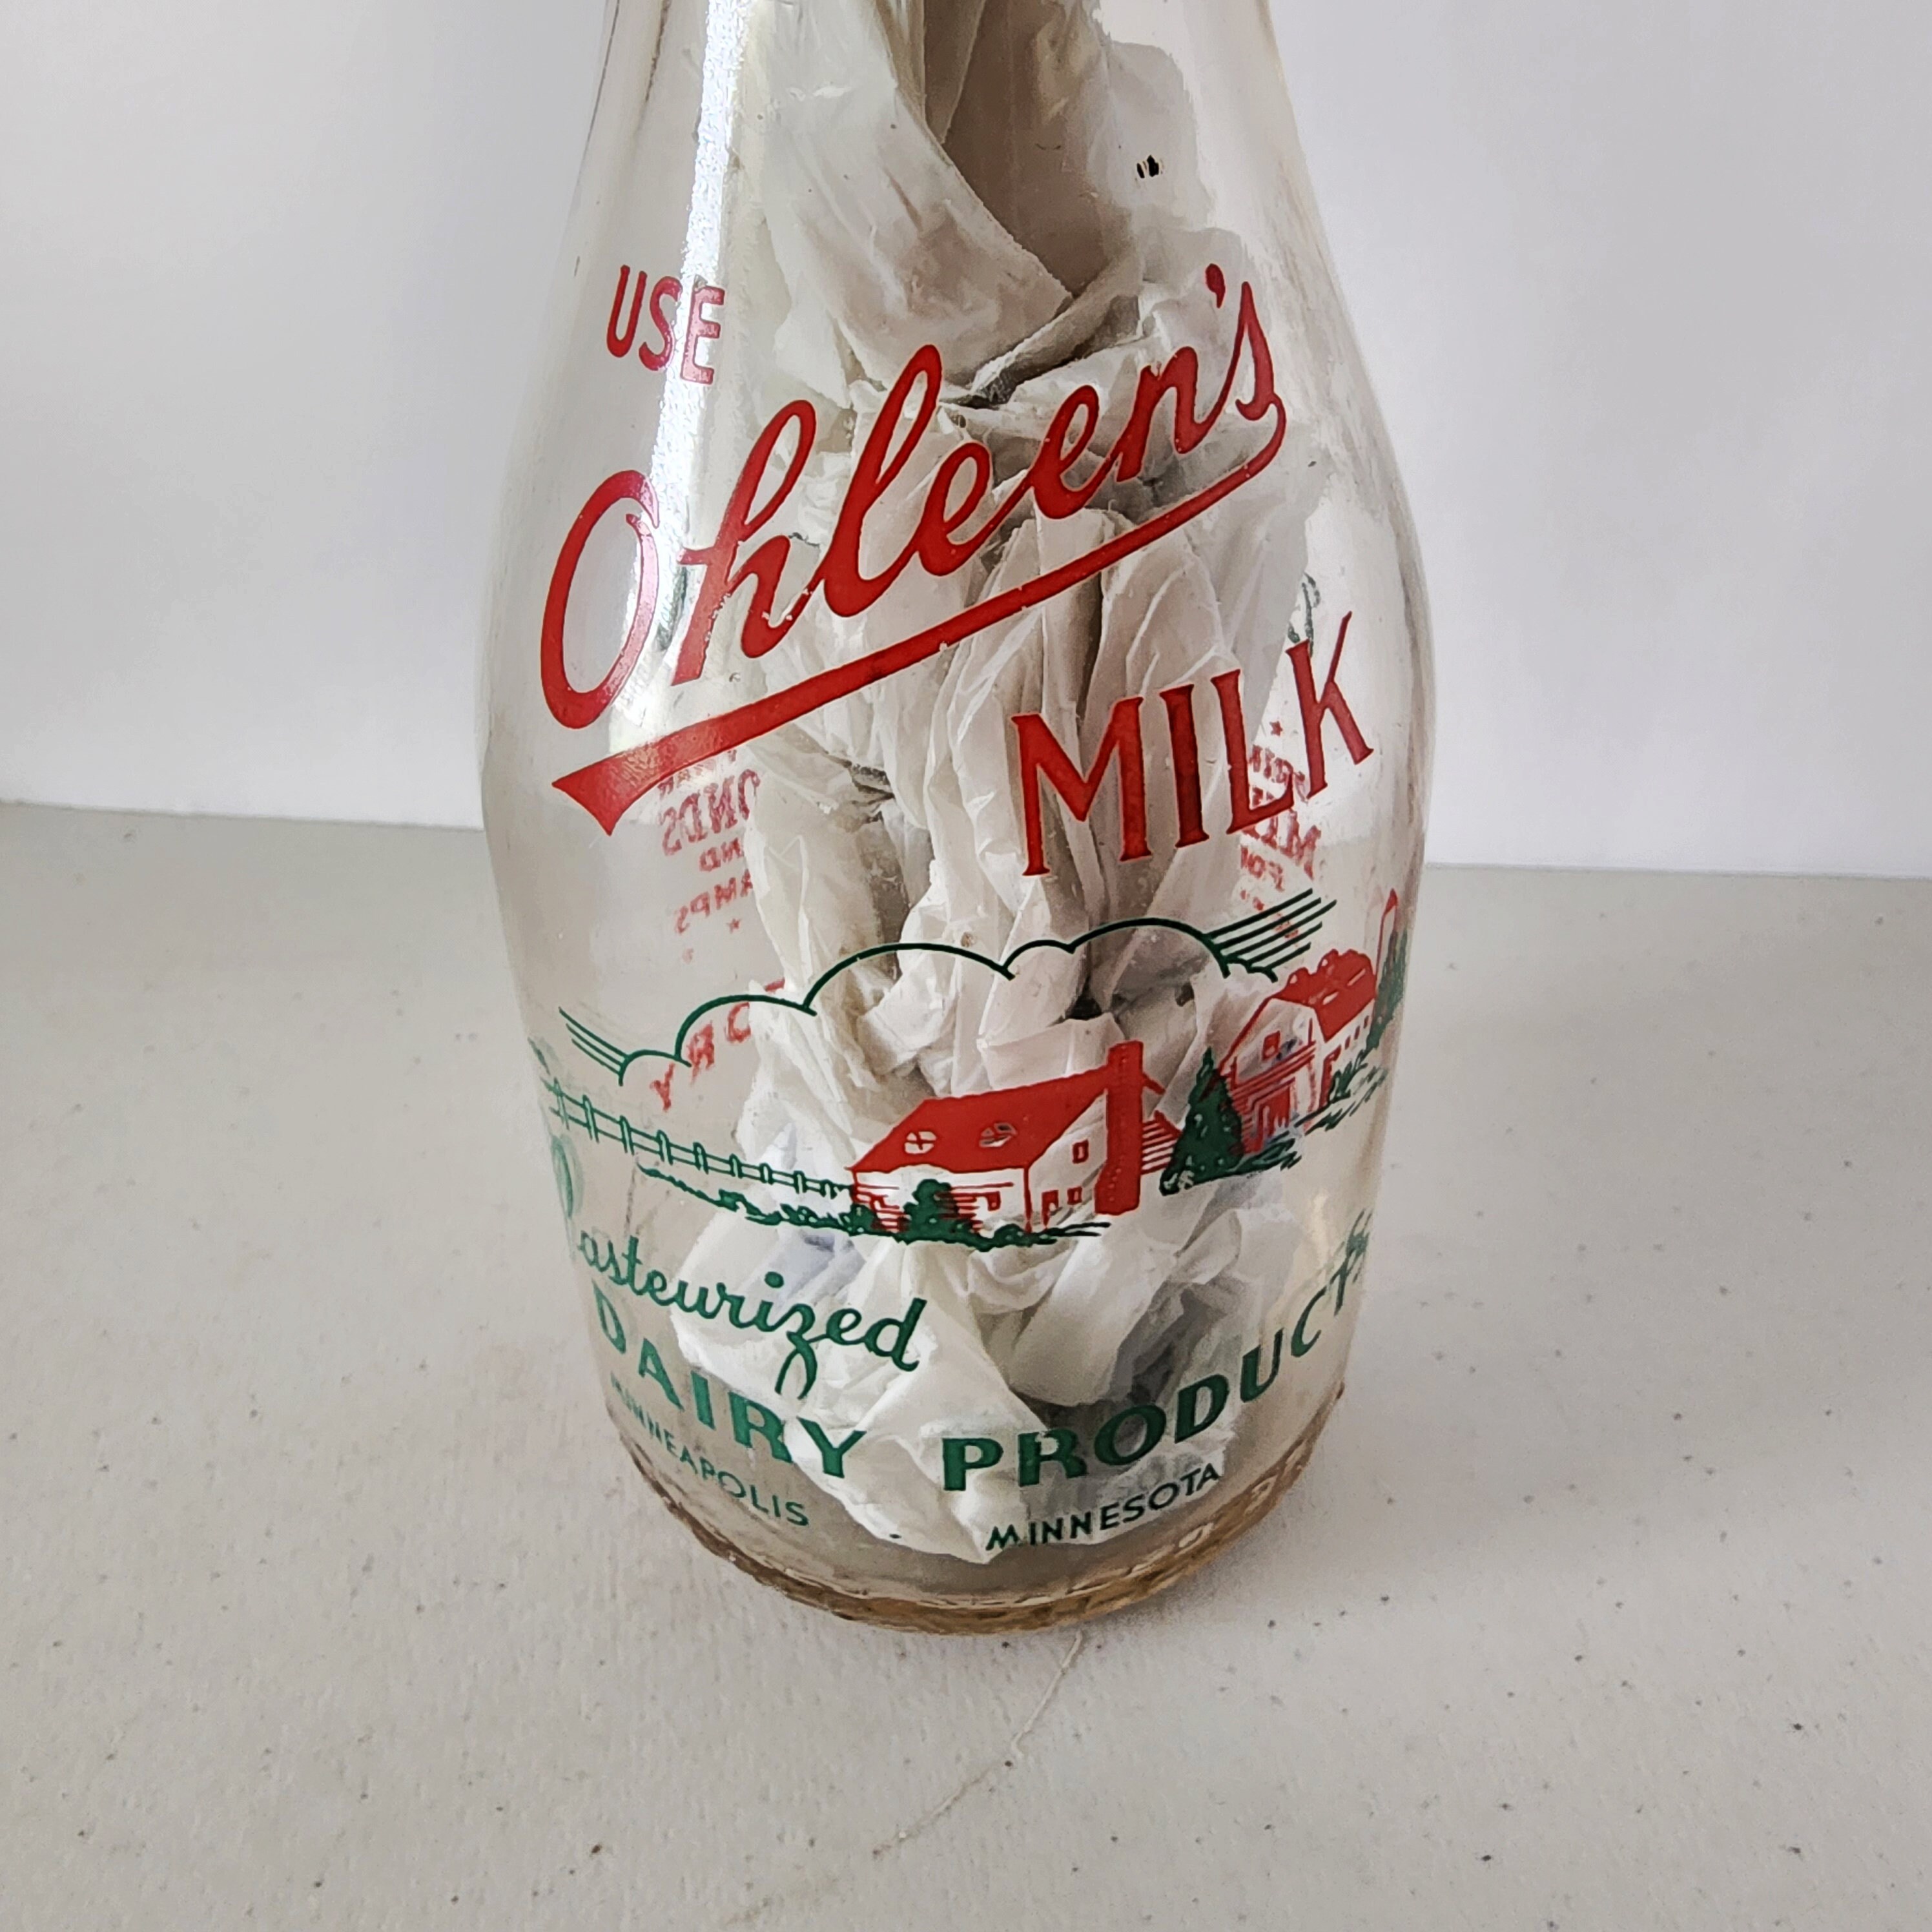 USE
Ohleen's
MILK
Pasteurized
DAIRY PRODUCTS
MINNEAPOLIS MINNESOTA